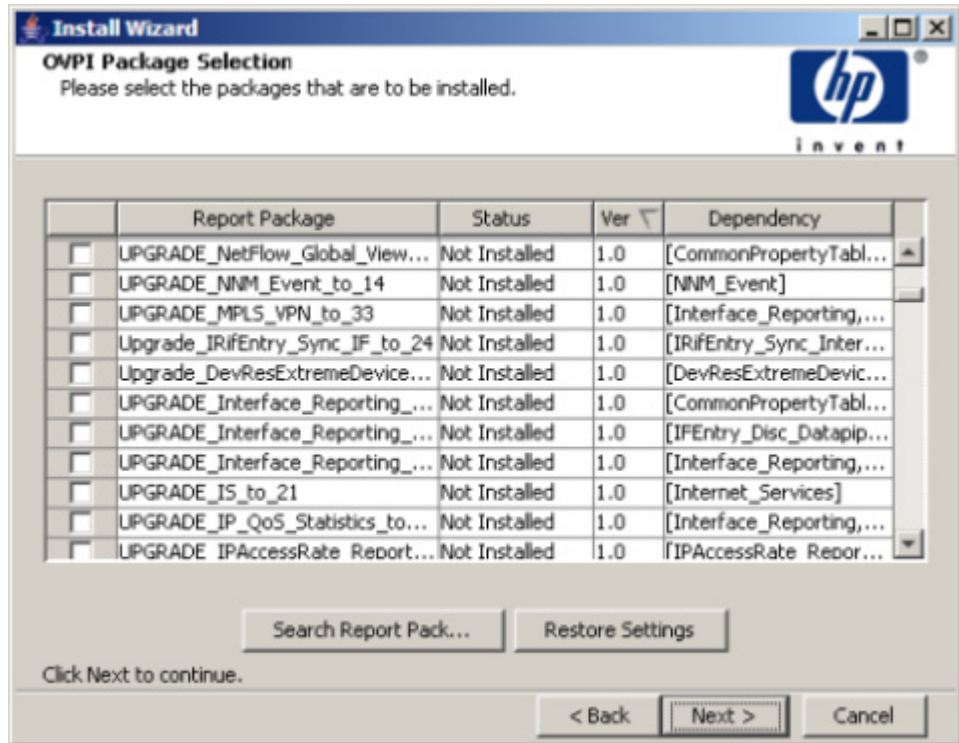 Install Wizard
OVPI Package Selection
Please select the packages that are to be installed.
hp
®
invent
Report Package Status Ver Dependency
UPGRADE_NetFlow_Global_View... Not Installed 1.0 [CommonPropertyTabl...
UPGRADE_NNM_Event_to_14 Not Installed 1.0 [NNM_Event]
UPGRADE_MPLS_VPN_to_33 Not Installed 1.0 [Interface_Reporting,...
Upgrade_IRifEntry_Sync_IF_to_24 Not Installed 1.0 [IRifEntry_Sync_Inter...
Upgrade_DevResExtremeDevice... Not Installed 1.0 [DevResExtremeDevic...
UPGRADE_Interface_Reporting_... Not Installed 1.0 [CommonPropertyTabl...
UPGRADE_Interface_Reporting_... Not Installed 1.0 [IFEntry_Disc_Datapip...
UPGRADE_Interface_Reporting_... Not Installed 1.0 [Interface_Reporting,...
UPGRADE_IS_to_21 Not Installed 1.0 [Internet_Services]
UPGRADE_IP_QoS_Statistics_to... Not Installed 1.0 [Interface_Reporting,...
UPGRADE_IPAccessRate_Report... Not Installed 1.0 [IPAccessRate_Repor...
Search Report Pack... Restore Settings
Click Next to continue.
< Back Next > Cancel